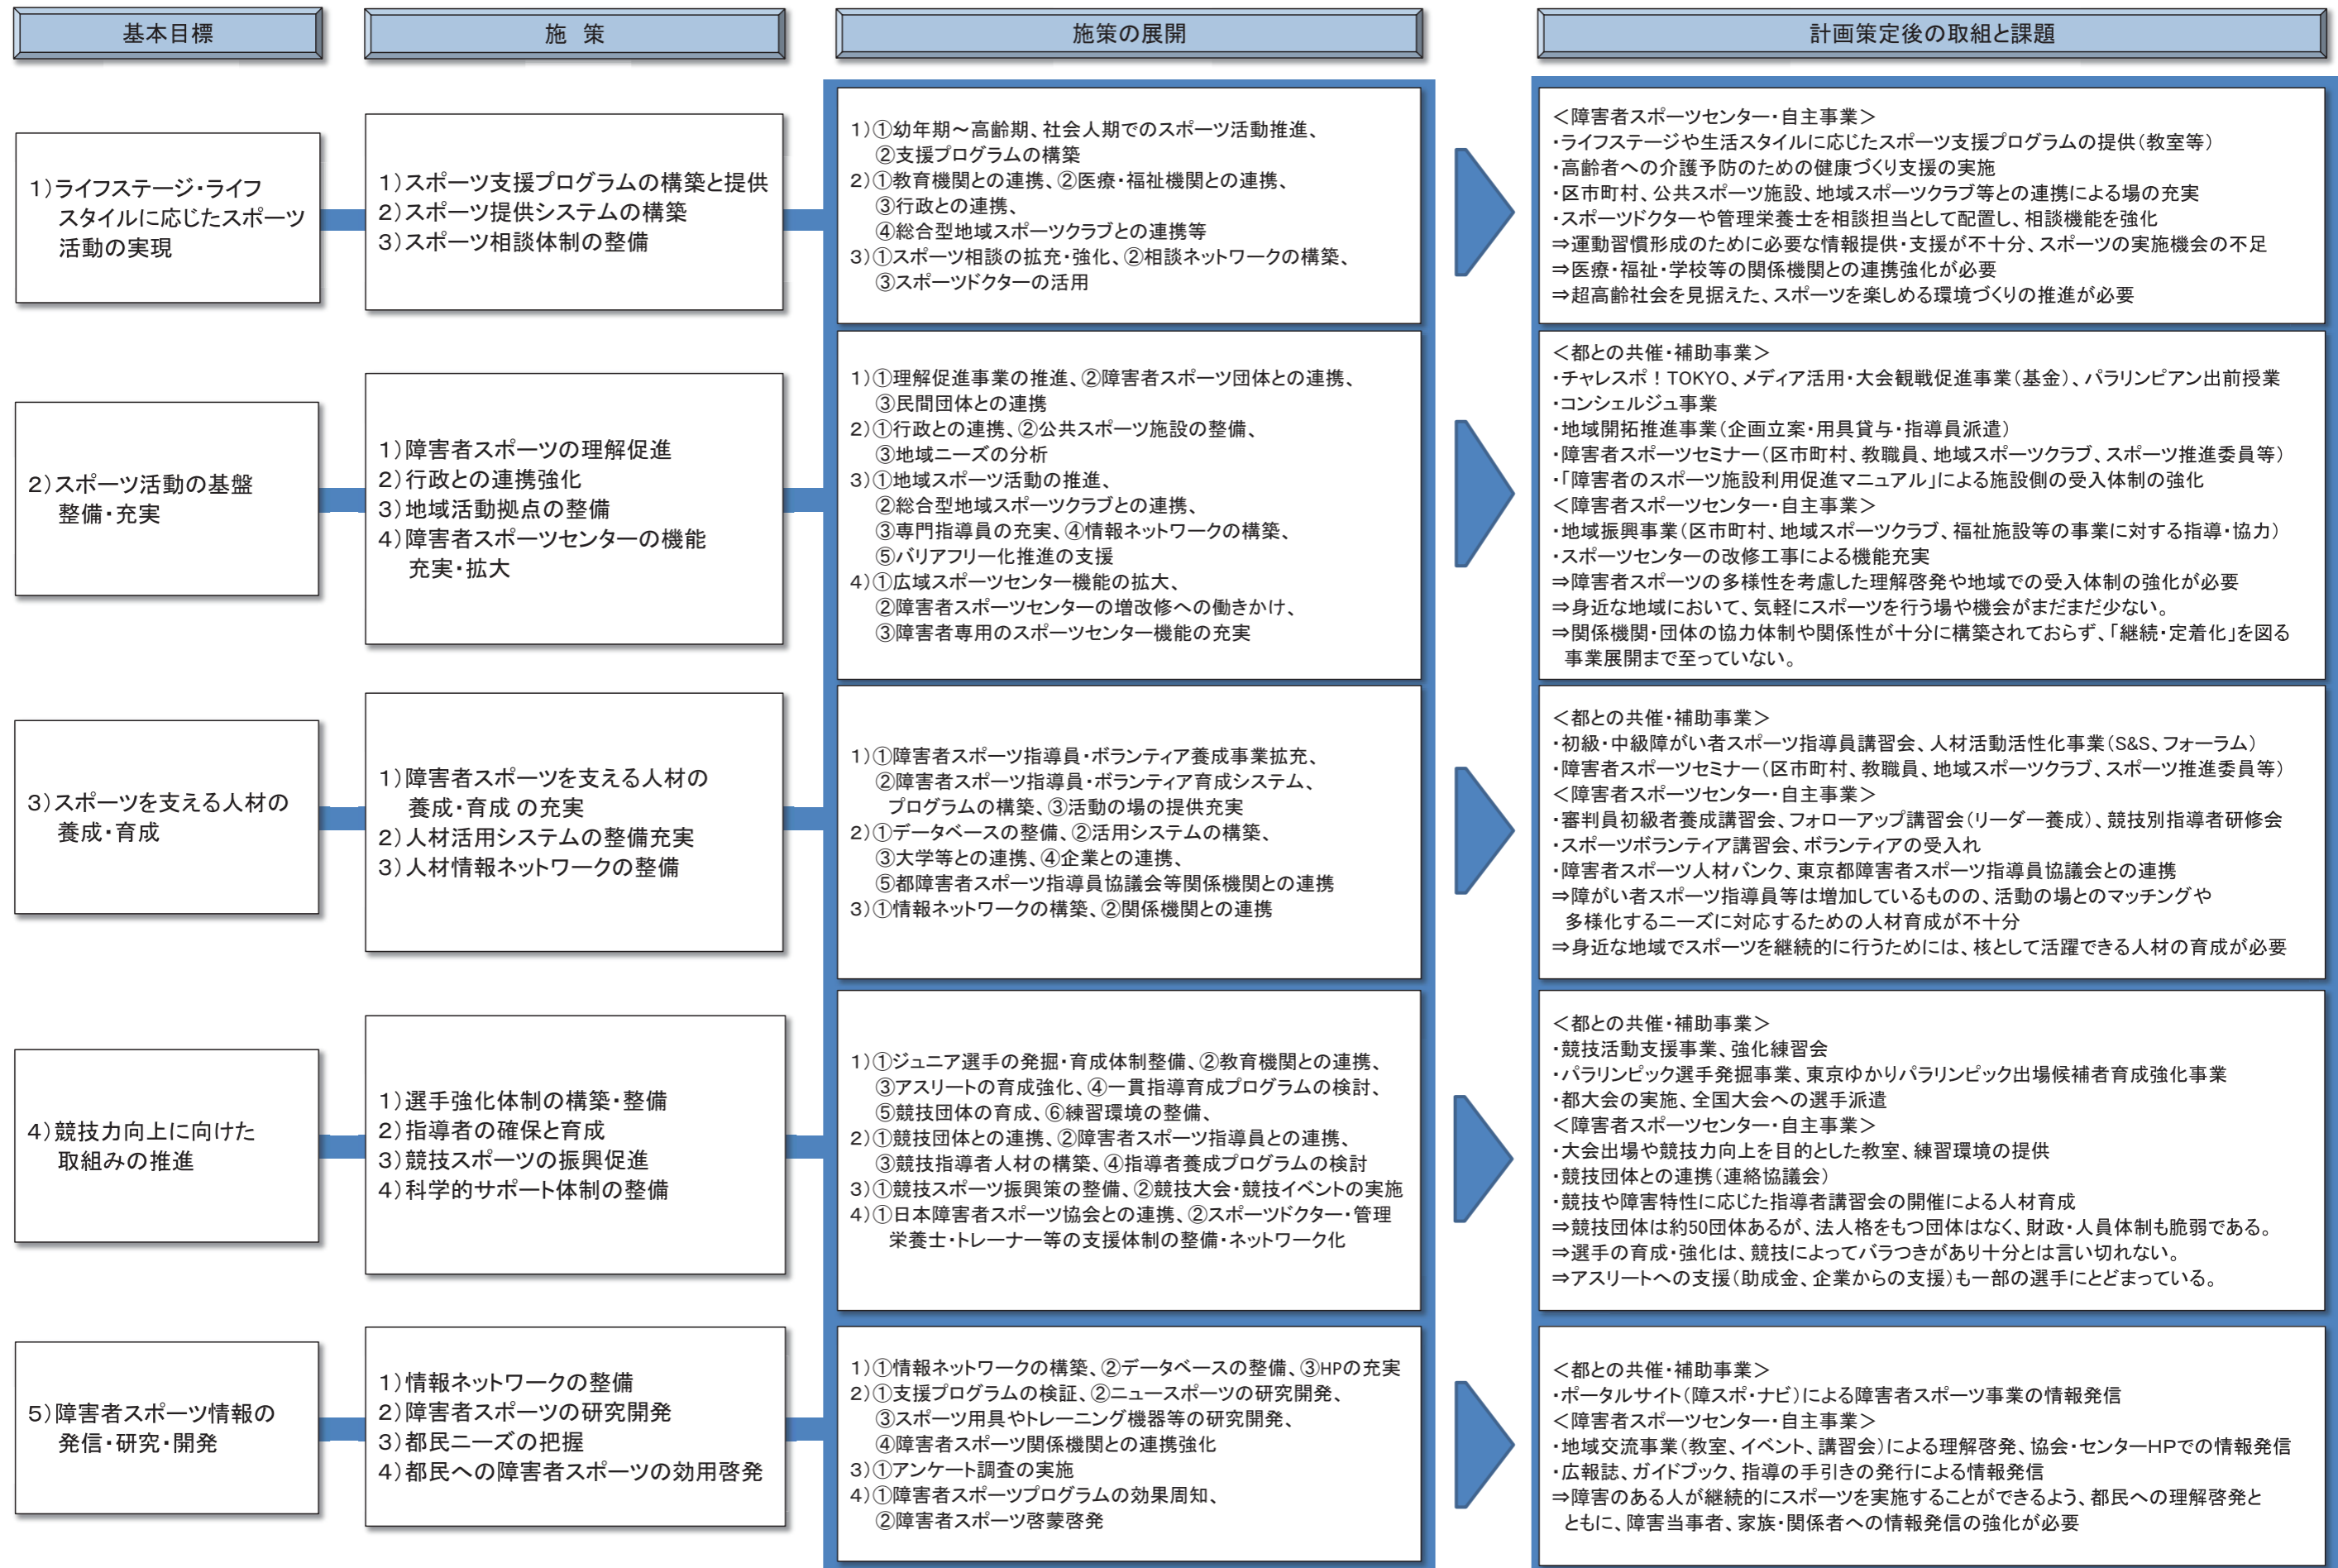 基本目標
施 策
施策の展開
計画策定後の取組と課題
1)ライフステージ・ライフ
スタイルに応じたスポーツ
活動の実現
1)スポーツ支援プログラムの構築と提供
2)スポーツ提供システムの構築
3)スポーツ相談体制の整備
1)①幼年期～高齢期、社会人期でのスポーツ活動推進、
②支援プログラムの構築
2)①教育機関との連携、②医療・福祉機関との連携、
③行政との連携、
④総合型地域スポーツクラブとの連携等
3)①スポーツ相談の拡充・強化、②相談ネットワークの構築、
③スポーツドクターの活用
＜障害者スポーツセンター・自主事業＞
・ライフステージや生活スタイルに応じたスポーツ支援プログラムの提供(教室等)
・高齢者への介護予防のための健康づくり支援の実施
・区市町村、公共スポーツ施設、地域スポーツクラブ等との連携による場の充実
・スポーツドクターや管理栄養士を相談担当として配置し、相談機能を強化
⇒運動習慣形成のために必要な情報提供・支援が不十分、スポーツの実施機会の不足
⇒医療・福祉・学校等の関係機関との連携強化が必要
⇒超高齢社会を見据えた、スポーツを楽しめる環境づくりの推進が必要
2)スポーツ活動の基盤
整備・充実
1)障害者スポーツの理解促進
2)行政との連携強化
3)地域活動拠点の整備
4)障害者スポーツセンターの機能
充実・拡大
1)①理解促進事業の推進、②障害者スポーツ団体との連携、
③民間団体との連携
2)①行政との連携、②公共スポーツ施設の整備、
③地域ニーズの分析
3)①地域スポーツ活動の推進、
②総合型地域スポーツクラブとの連携、
③専門指導員の充実、④情報ネットワークの構築、
⑤バリアフリー化推進の支援
4)①広域スポーツセンター機能の拡大、
②障害者スポーツセンターの増改修への働きかけ、
③障害者専用のスポーツセンター機能の充実
＜都との共催・補助事業＞
・チャレスポ！TOKYO、メディア活用・大会観戦促進事業(基金)、パラリンピアン出前授業
・コンシェルジュ事業
・地域開拓推進事業(企画立案・用具貸与・指導員派遣)
・障害者スポーツセミナー(区市町村、教職員、地域スポーツクラブ、スポーツ推進委員等)
・「障害者のスポーツ施設利用促進マニュアル」による施設側の受入体制の強化
＜障害者スポーツセンター・自主事業＞
・地域振興事業(区市町村、地域スポーツクラブ、福祉施設等の事業に対する指導・協力)
・スポーツセンターの改修工事による機能充実
⇒障害者スポーツの多様性を考慮した理解啓発や地域での受入体制の強化が必要
⇒身近な地域において、気軽にスポーツを行う場や機会がまだまだ少ない。
⇒関係機関・団体の協力体制や関係性が十分に構築されておらず、「継続・定着化」を図る
事業展開まで至っていない。
3)スポーツを支える人材の
養成・育成
1)障害者スポーツを支える人材の
養成・育成 の充実
2)人材活用システムの整備充実
3)人材情報ネットワークの整備
1)①障害者スポーツ指導員・ボランティア養成事業拡充、
②障害者スポーツ指導員・ボランティア育成システム、
プログラムの構築、③活動の場の提供充実
2)①データベースの整備、②活用システムの構築、
③大学等との連携、④企業との連携、
⑤都障害者スポーツ指導員協議会等関係機関との連携
3)①情報ネットワークの構築、②関係機関との連携
＜都との共催・補助事業＞
・初級・中級障がい者スポーツ指導員講習会、人材活動活性化事業(S&S、フォーラム)
・障害者スポーツセミナー(区市町村、教職員、地域スポーツクラブ、スポーツ推進委員等)
＜障害者スポーツセンター・自主事業＞
・審判員初級者養成講習会、フォローアップ講習会(リーダー養成)、競技別指導者研修会
・スポーツボランティア講習会、ボランティアの受入れ
・障害者スポーツ人材バンク、東京都障害者スポーツ指導員協議会との連携
⇒障がい者スポーツ指導員等は増加しているものの、活動の場とのマッチングや
多様化するニーズに対応するための人材育成が不十分
⇒身近な地域でスポーツを継続的に行うためには、核として活躍できる人材の育成が必要
4)競技力向上に向けた
取組みの推進
1)選手強化体制の構築・整備
2)指導者の確保と育成
3)競技スポーツの振興促進
4)科学的サポート体制の整備
1)①ジュニア選手の発掘・育成体制整備、②教育機関との連携、
③アスリートの育成強化、④一貫指導育成プログラムの検討、
⑤競技団体の育成、⑥練習環境の整備、
2)①競技団体との連携、②障害者スポーツ指導員との連携、
③競技指導者人材の構築、④指導者養成プログラムの検討
3)①競技スポーツ振興策の整備、②競技大会・競技イベントの実施
4)①日本障害者スポーツ協会との連携、②スポーツドクター・管理
栄養士・トレーナー等の支援体制の整備・ネットワーク化
＜都との共催・補助事業＞
・競技活動支援事業、強化練習会
・パラリンピック選手発掘事業、東京ゆかりパラリンピック出場候補者育成強化事業
・都大会の実施、全国大会への選手派遣
＜障害者スポーツセンター・自主事業＞
・大会出場や競技力向上を目的とした教室、練習環境の提供
・競技団体との連携(連絡協議会)
・競技や障害特性に応じた指導者講習会の開催による人材育成
⇒競技団体は約50団体あるが、法人格をもつ団体はなく、財政・人員体制も脆弱である。
⇒選手の育成・強化は、競技によってバラつきがあり十分とは言い切れない。
⇒アスリートへの支援(助成金、企業からの支援)も一部の選手にとどまっている。
5)障害者スポーツ情報の
発信・研究・開発
1)情報ネットワークの整備
2)障害者スポーツの研究開発
3)都民ニーズの把握
4)都民への障害者スポーツの効用啓発
1)①情報ネットワークの構築、②データベースの整備、③HPの充実
2)①支援プログラムの検証、②ニュースポーツの研究開発、
③スポーツ用具やトレーニング機器等の研究開発、
④障害者スポーツ関係機関との連携強化
3)①アンケート調査の実施
4)①障害者スポーツプログラムの効果周知、
②障害者スポーツ啓蒙啓発
＜都との共催・補助事業＞
・ポータルサイト(障スポ・ナビ)による障害者スポーツ事業の情報発信
＜障害者スポーツセンター・自主事業＞
・地域交流事業(教室、イベント、講習会)による理解啓発、協会・センターHPでの情報発信
・広報誌、ガイドブック、指導の手引きの発行による情報発信
⇒障害のある人が継続的にスポーツを実施することができるよう、都民への理解啓発と
ともに、障害当事者、家族・関係者への情報発信の強化が必要